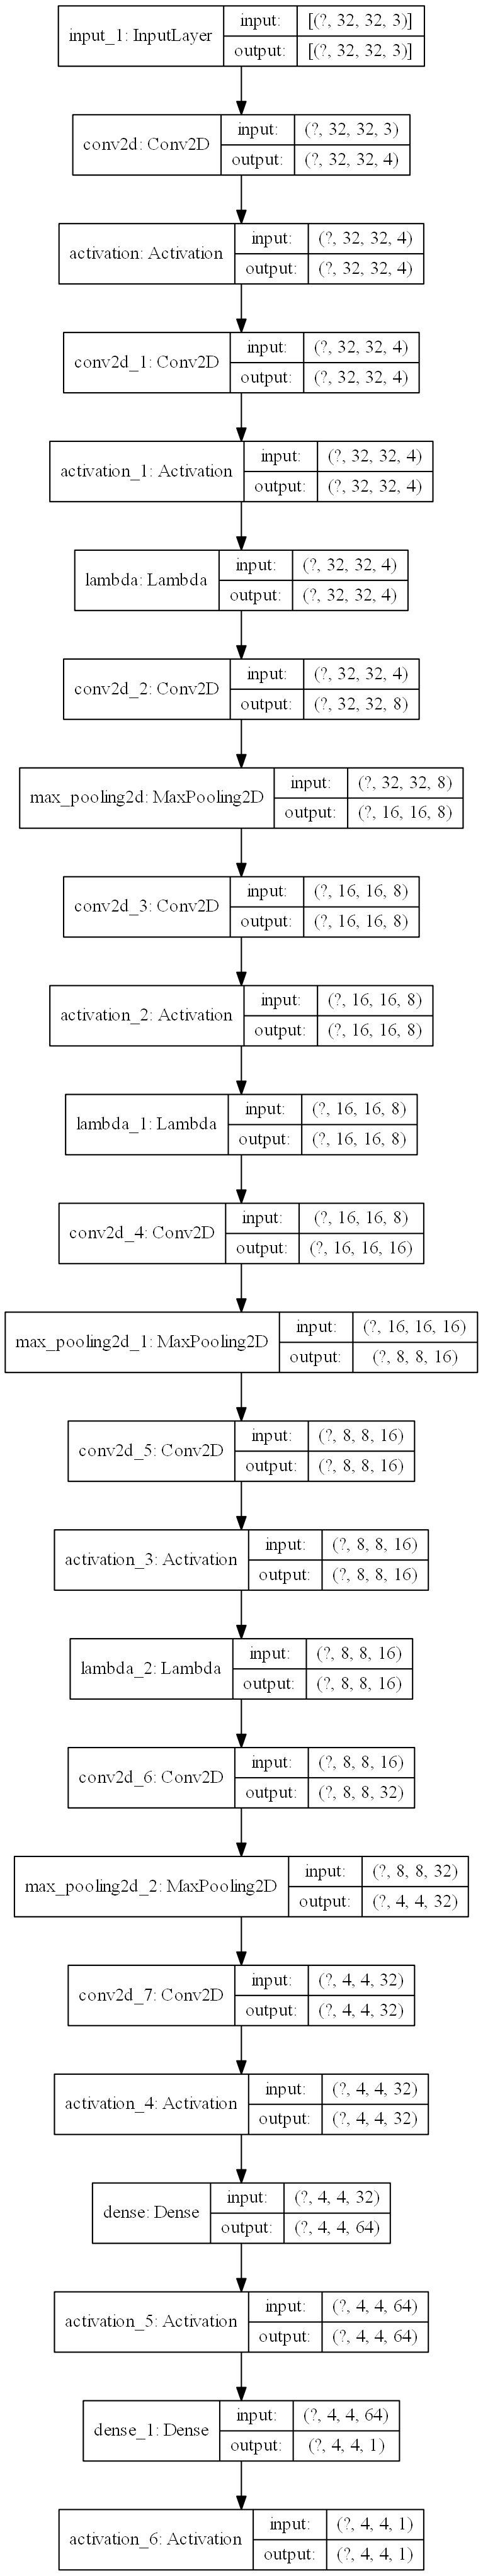 input_1: InputLayer
input: [(?, 32, 32, 3)]
output: [(?, 32, 32, 3)]
conv2d: Conv2D
input: (?, 32, 32, 3)
output: (?, 32, 32, 4)
activation: Activation
input: (?, 32, 32, 4)
output: (?, 32, 32, 4)
conv2d_1: Conv2D
input: (?, 32, 32, 4)
output: (?, 32, 32, 4)
activation_1: Activation
input: (?, 32, 32, 4)
output: (?, 32, 32, 4)
lambda: Lambda
input: (?, 32, 32, 4)
output: (?, 32, 32, 4)
conv2d_2: Conv2D
input: (?, 32, 32, 4)
output: (?, 32, 32, 8)
max_pooling2d: MaxPooling2D
input: (?, 32, 32, 8)
output: (?, 16, 16, 8)
conv2d_3: Conv2D
input: (?, 16, 16, 8)
output: (?, 16, 16, 8)
activation_2: Activation
input: (?, 16, 16, 8)
output: (?, 16, 16, 8)
lambda_1: Lambda
input: (?, 16, 16, 8)
output: (?, 16, 16, 8)
conv2d_4: Conv2D
input: (?, 16, 16, 8)
output: (?, 16, 16, 16)
max_pooling2d_1: MaxPooling2D
input: (?, 16, 16, 16)
output: (?, 8, 8, 16)
conv2d_5: Conv2D
input: (?, 8, 8, 16)
output: (?, 8, 8, 16)
activation_3: Activation
input: (?, 8, 8, 16)
output: (?, 8, 8, 16)
lambda_2: Lambda
input: (?, 8, 8, 16)
output: (?, 8, 8, 16)
conv2d_6: Conv2D
input: (?, 8, 8, 16)
output: (?, 8, 8, 32)
max_pooling2d_2: MaxPooling2D
input: (?, 8, 8, 32)
output: (?, 4, 4, 32)
conv2d_7: Conv2D
input: (?, 4, 4, 32)
output: (?, 4, 4, 32)
activation_4: Activation
input: (?, 4, 4, 32)
output: (?, 4, 4, 32)
dense: Dense
input: (?, 4, 4, 32)
output: (?, 4, 4, 64)
activation_5: Activation
input: (?, 4, 4, 64)
output: (?, 4, 4, 64)
dense_1: Dense
input: (?, 4, 4, 64)
output: (?, 4, 4, 1)
activation_6: Activation
input: (?, 4, 4, 1)
output: (?, 4, 4, 1)